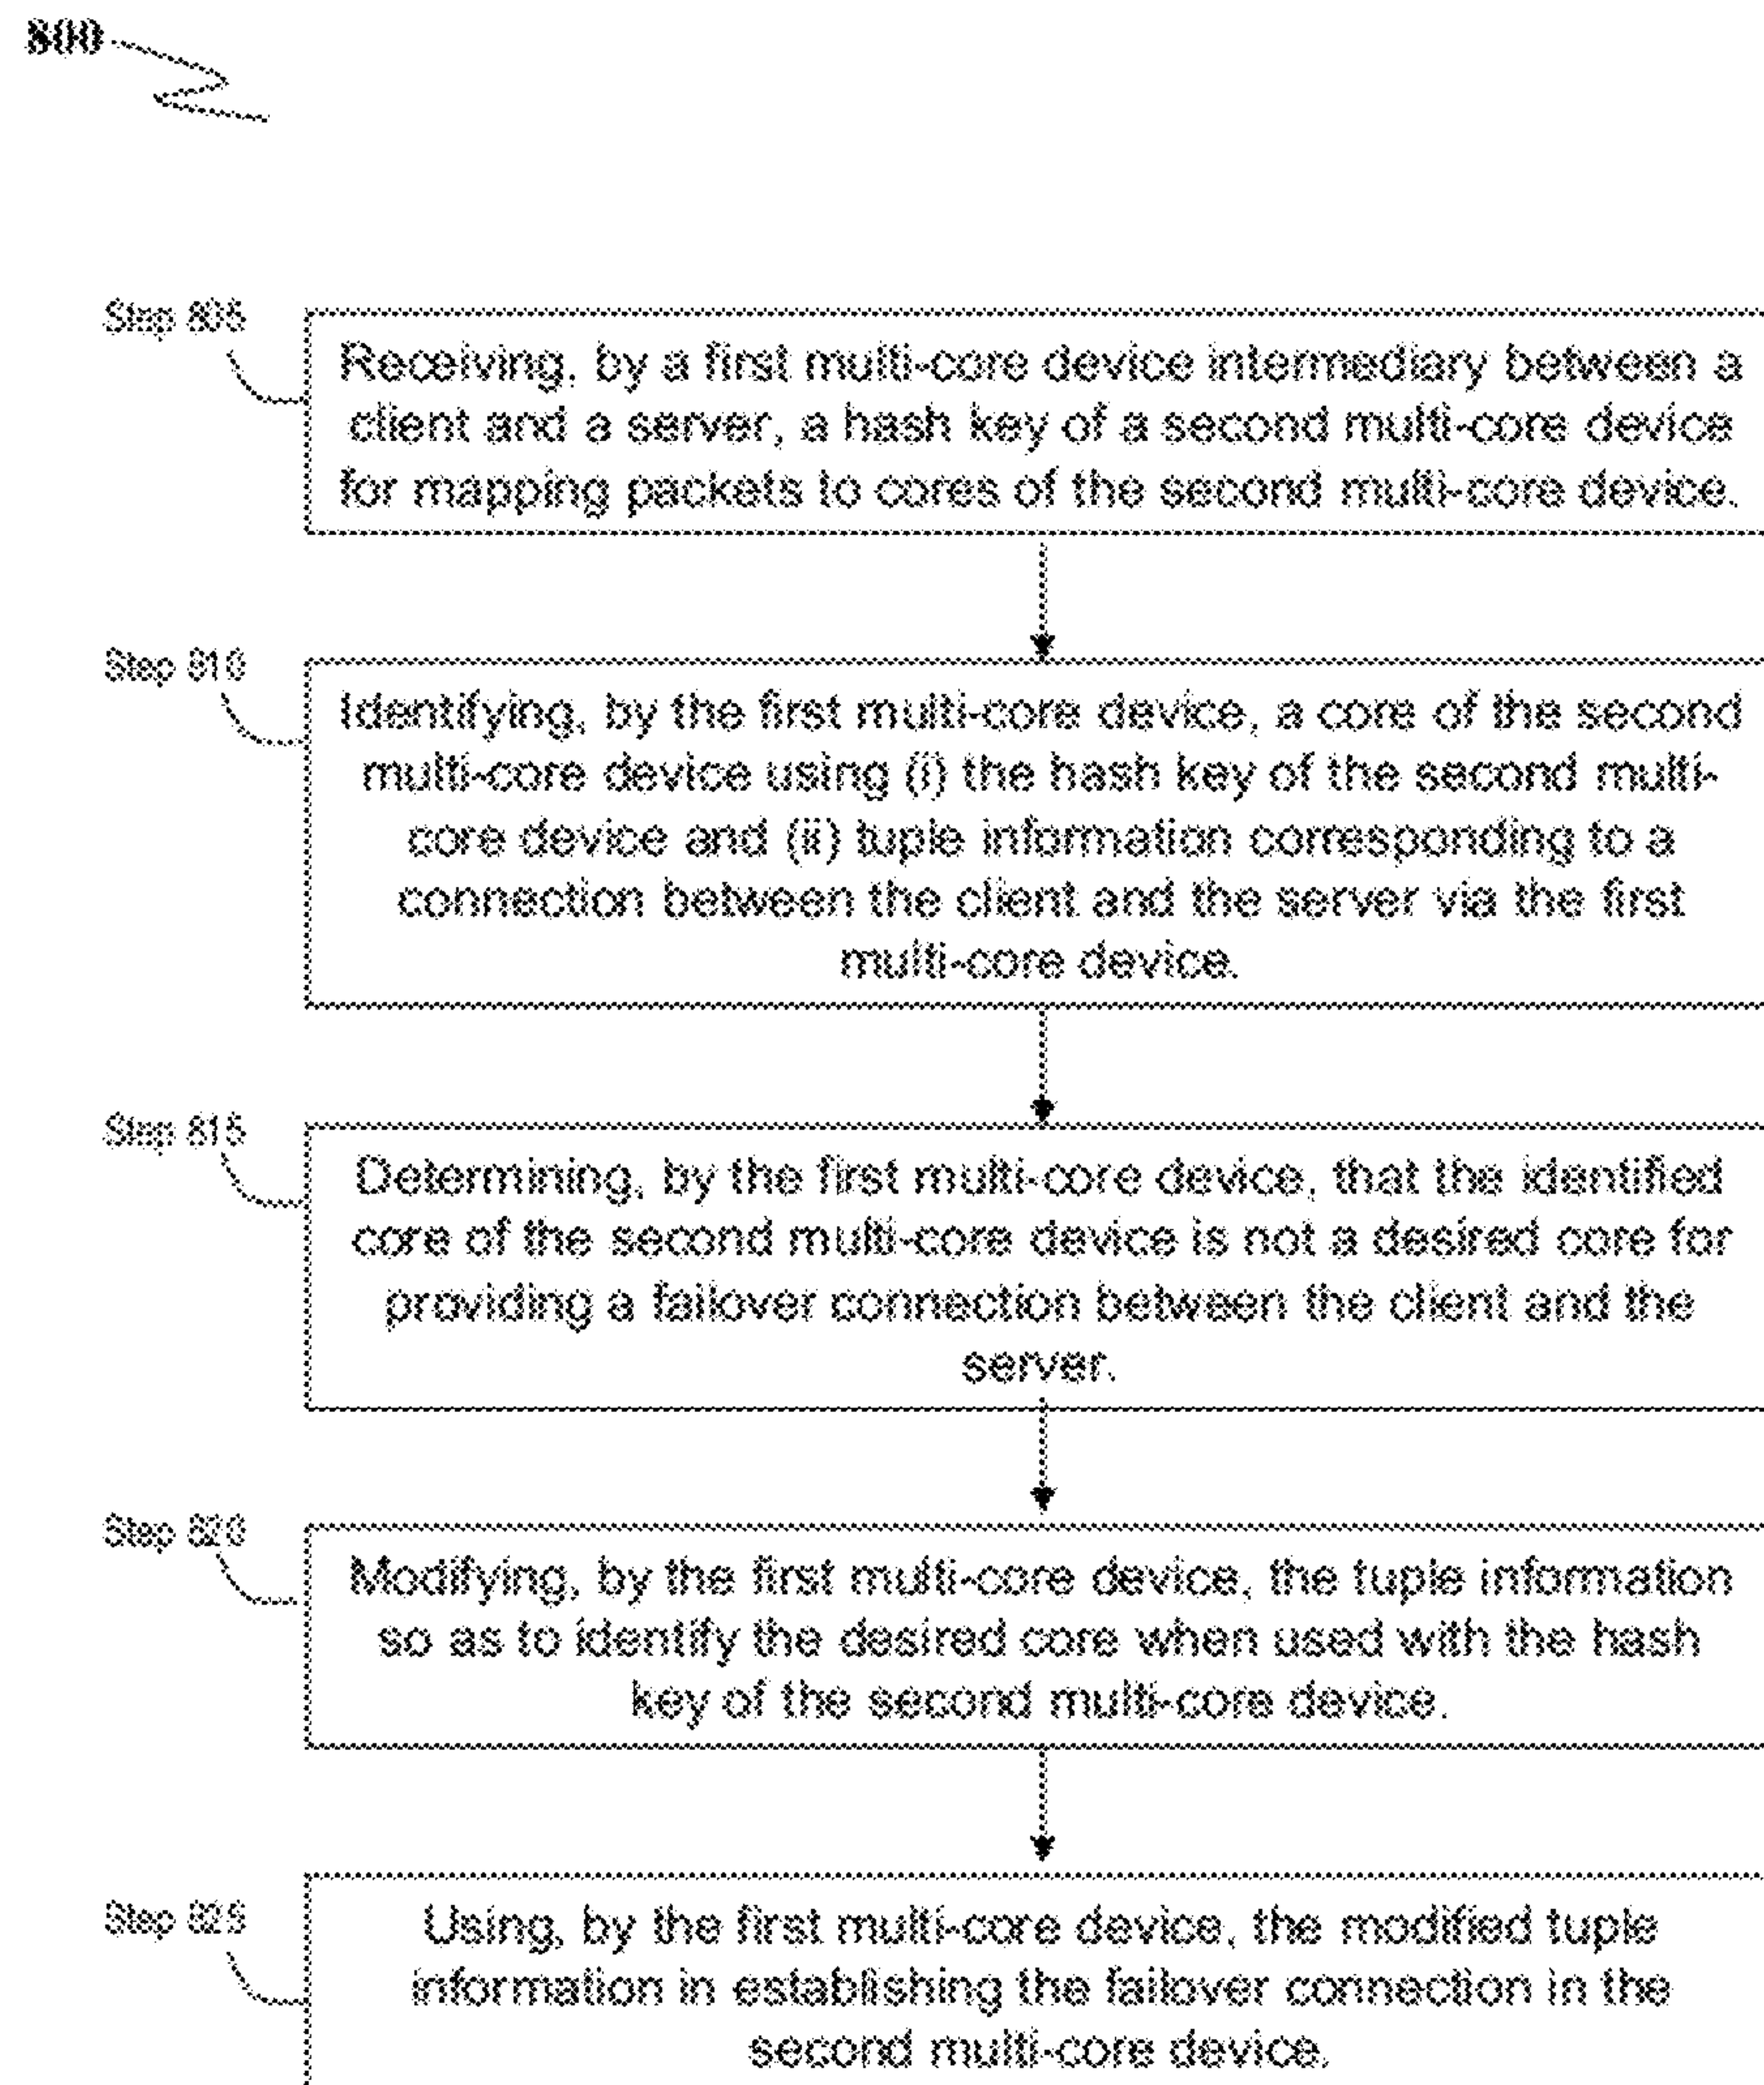 800
Step 805
Receiving, by a first multi-core device intermediary between a
client and a server, a hash key of a second multi-core device
for mapping packets to cores of the second multi-core device.
Step 810
Identifying, by the first multi-core device, a core of the second
multi-core device using (i) the hash key of the second multi-
core device and (ii) tuple information corresponding to a
connection between the client and the server via the first
multi-core device.
Step 815
Determining, by the first multi-core device, that the identified
core of the second multi-core device is not a desired core for
providing a failover connection between the client and the
server.
Step 820
Modifying, by the first multi-core device, the tuple information
so as to identify the desired core when used with the hash
key of the second multi-core device.
Step 825
Using, by the first multi-core device, the modified tuple
information in establishing the failover connection in the
second multi-core device.